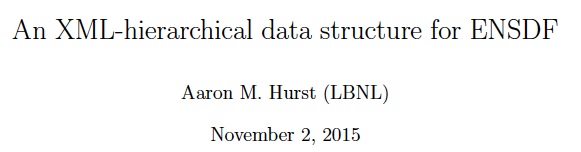 An XML-hierarchical data structure for ENSDF
Aaron M. Hurst (LBNL)
November 2, 2015